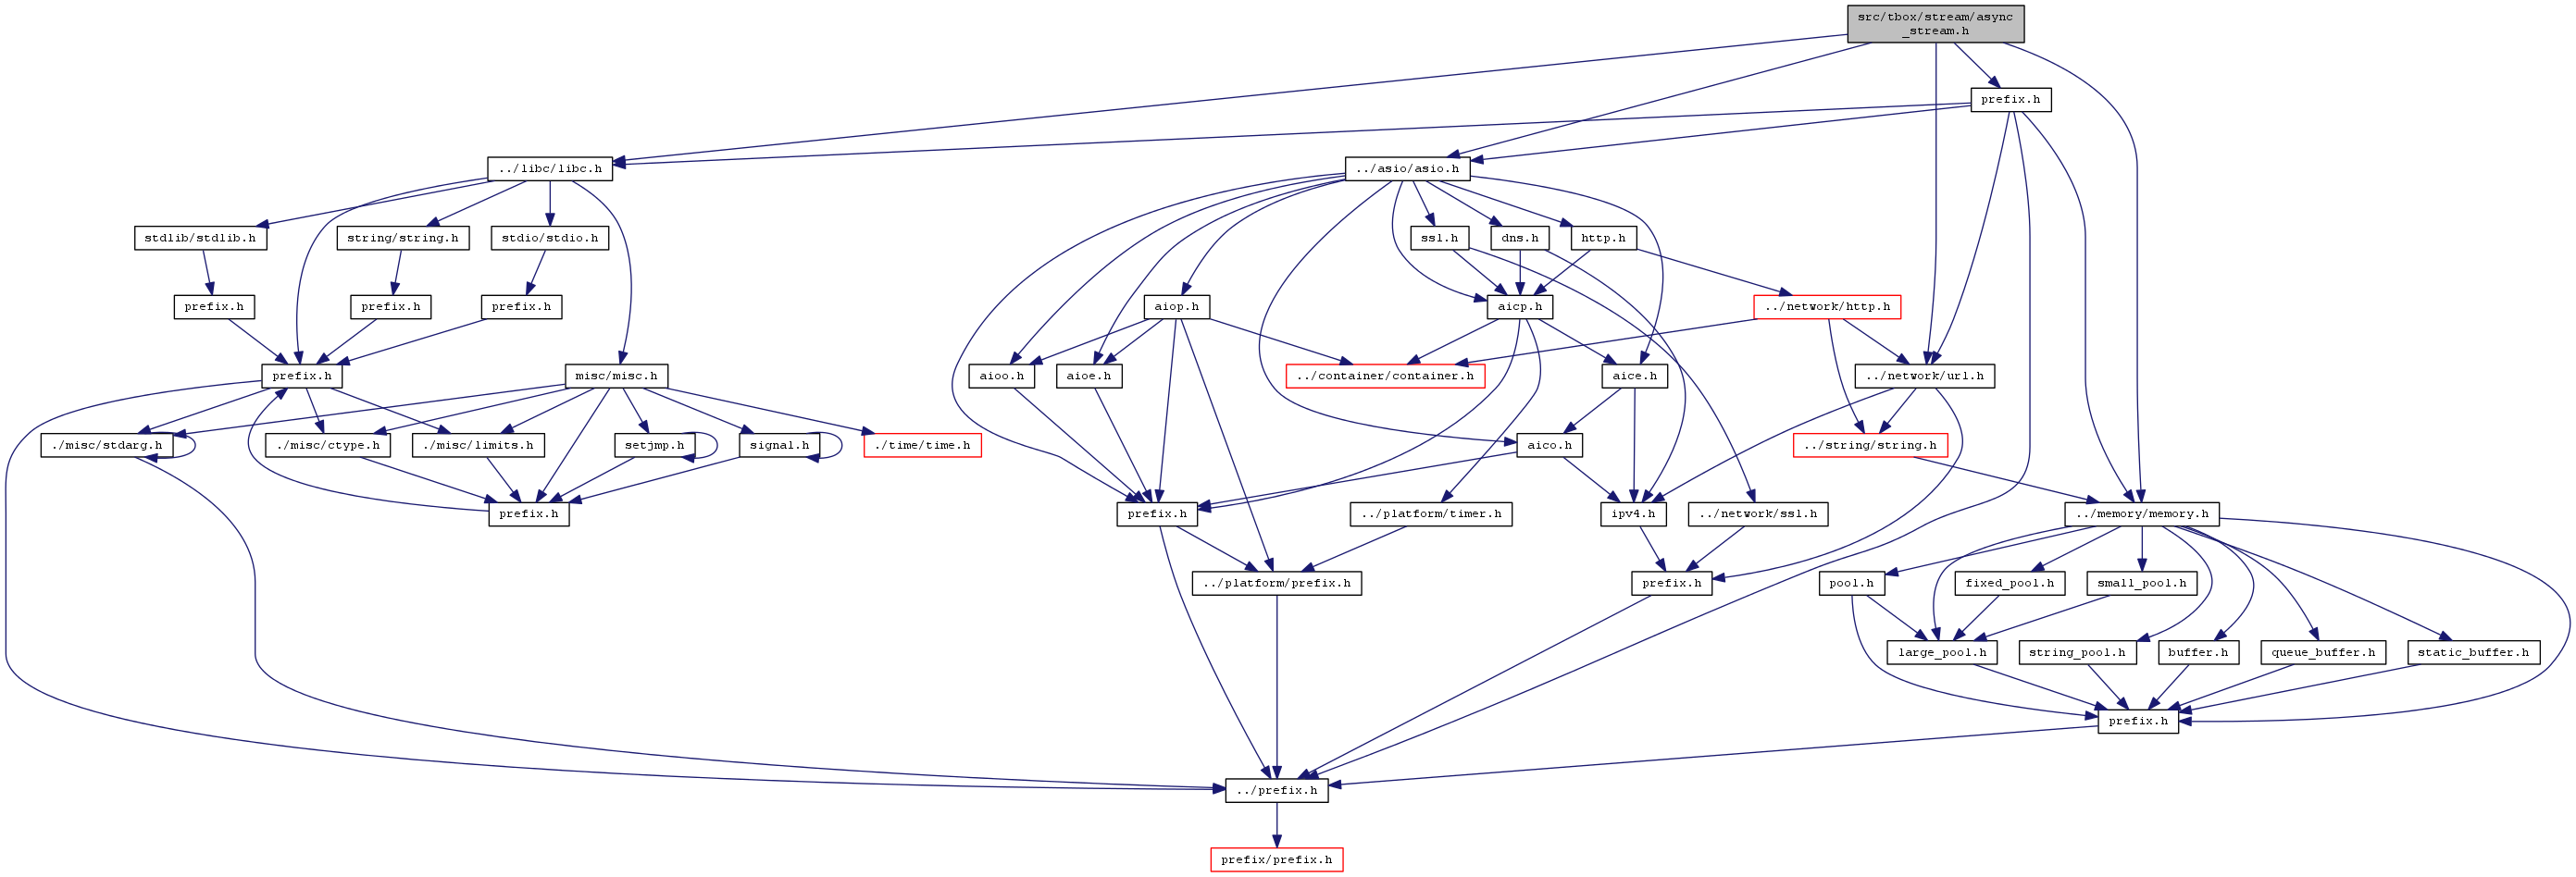 src/tbox/stream/async
_stream.h
prefix.h
../libc/libc.h
../asio/asio.h
stdlib/stdlib.h
string/string.h
stdio/stdio.h
ssl.h
dns.h
http.h
prefix.h
prefix.h
prefix.h
aiop.h
aicp.h
../network/http.h
prefix.h
misc/misc.h
aioo.h
aioe.h
../container/container.h
aice.h
../network/url.h
./misc/stdarg.h
./misc/ctype.h
./misc/limits.h
setjmp.h
signal.h
./time/time.h
aico.h
../string/string.h
prefix.h
prefix.h
../platform/timer.h
ipv4.h
../network/ssl.h
../memory/memory.h
../platform/prefix.h
prefix.h
pool.h
fixed_pool.h
small_pool.h
large_pool.h
string_pool.h
buffer.h
queue_buffer.h
static_buffer.h
prefix.h
../prefix.h
prefix/prefix.h